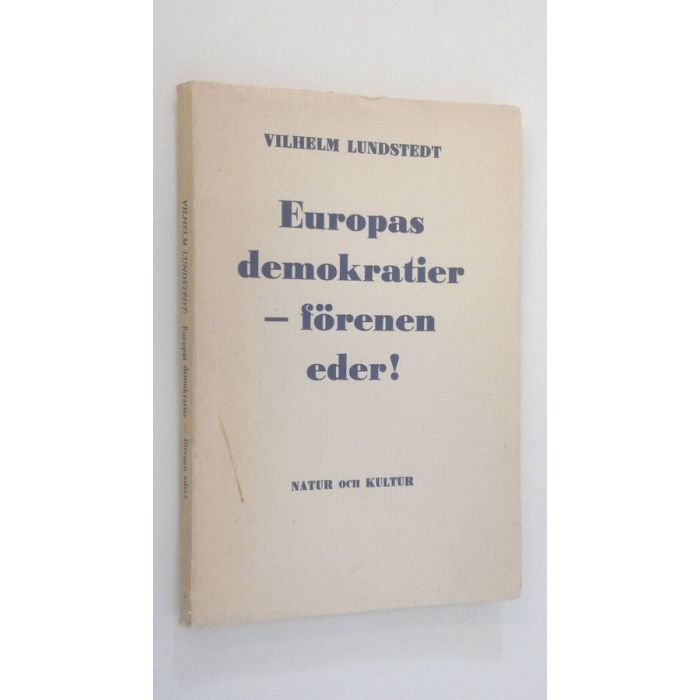 VILHELM LUNDSTEDT
Europas
demokratier
– förenen
eder!
NATUR OCH KULTUR
VILHELM LUNDSTEDT: Europas demokratier – förenen eder!